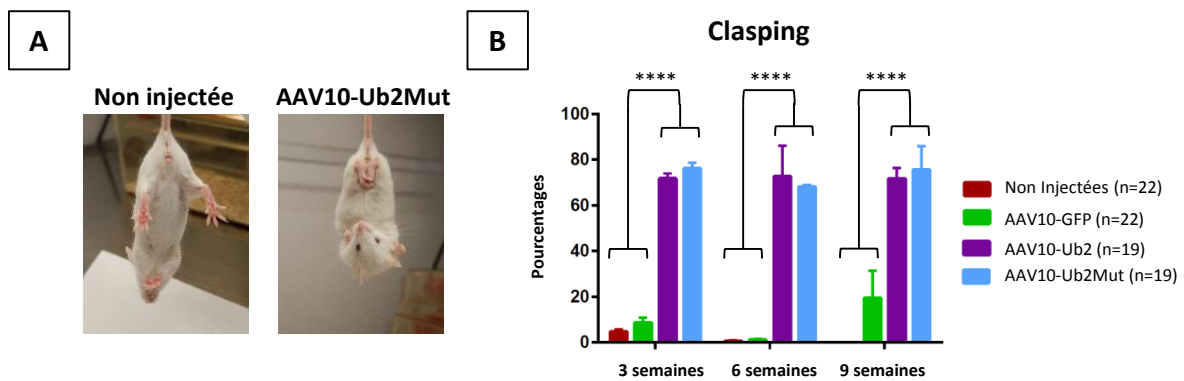 A
Non injectée
AAV10-Ub2Mut
B
Clasping
****
****
****
100
80
60
40
20
0
Pourcentages
3 semaines
6 semaines
9 semaines
Non Injectées (n=22)
AAV10-GFP (n=22)
AAV10-Ub2 (n=19)
AAV10-Ub2Mut (n=19)